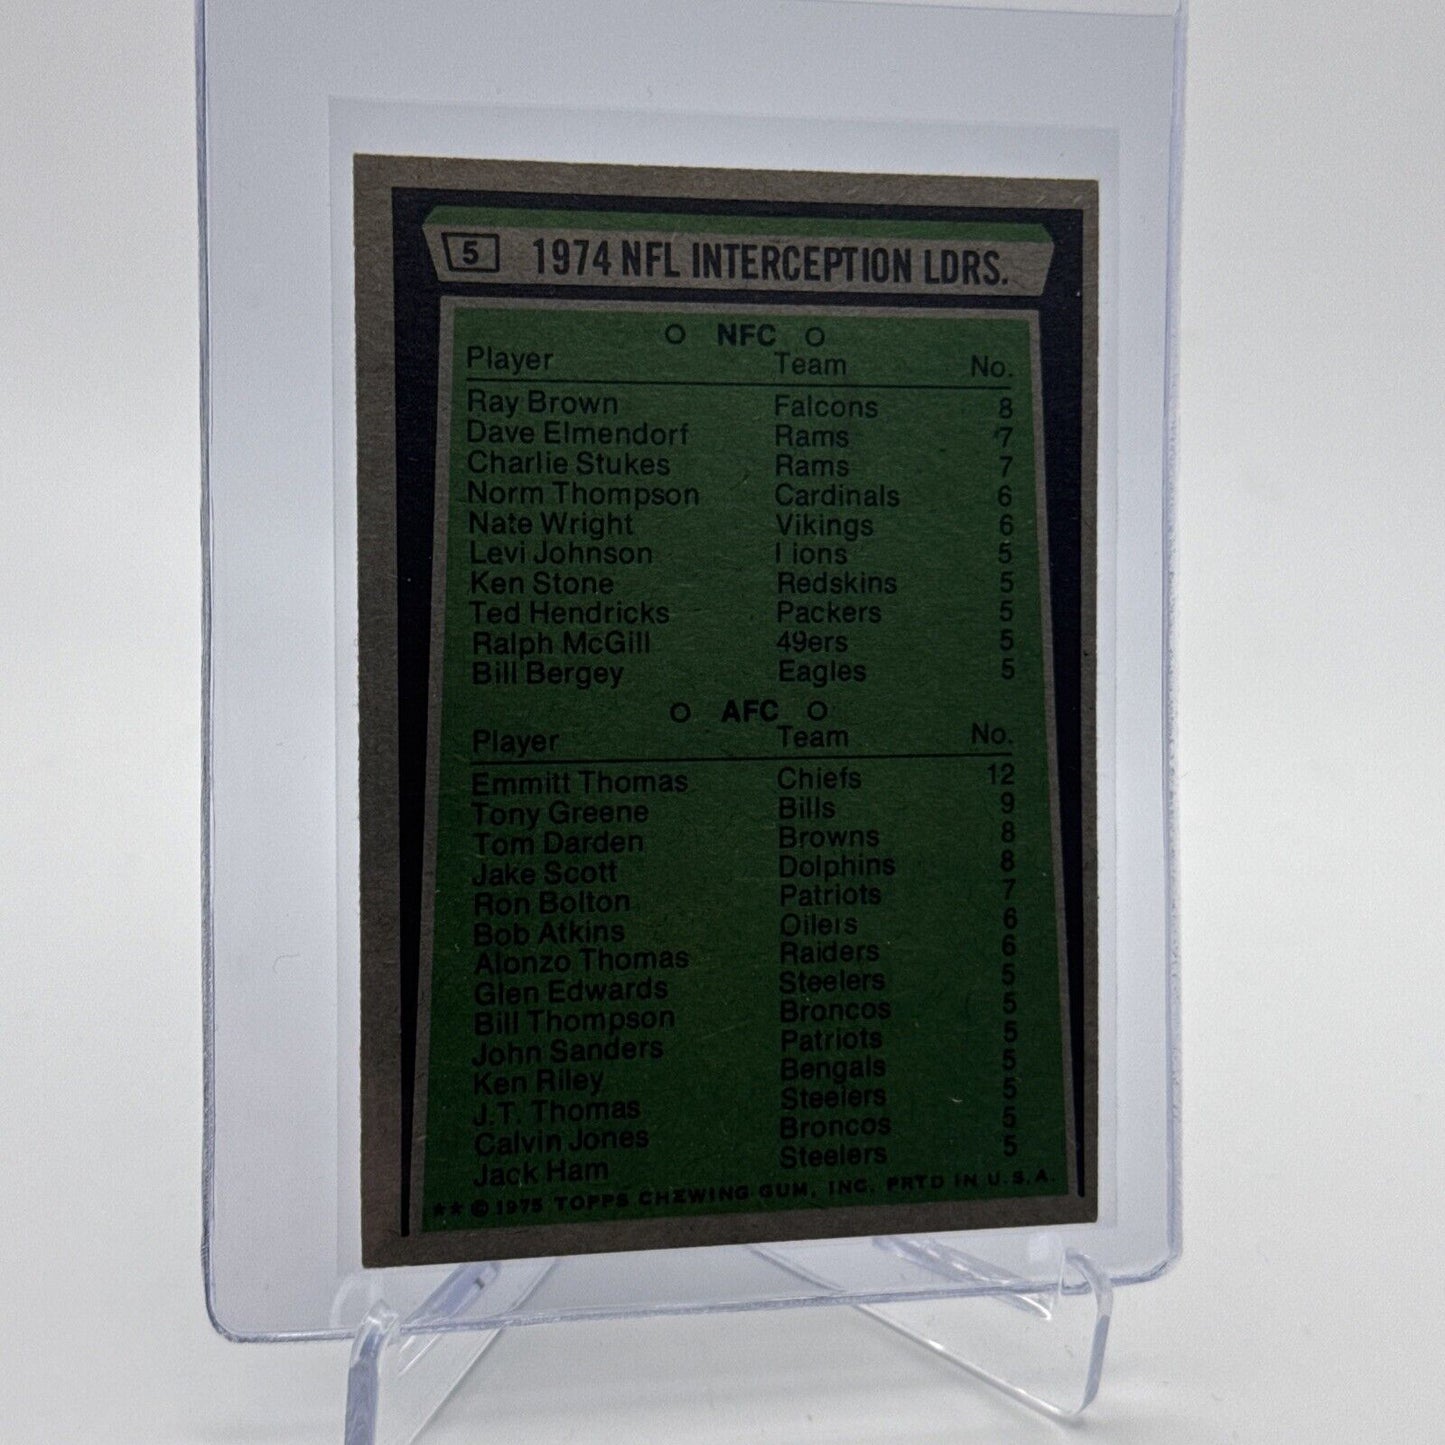 5 1974 NFL INTERCEPTION LDRS.
NFC
Player Team No.
Ray Brown Falcons 8
Dave Elmendorf Rams 7
Charlie Stukes Rams 7
Norm Thompson Cardinals 6
Nate Wright Vikings 6
Levi Johnson Lions 5
Ken Stone Redskins 5
Ted Hendricks Packers 5
Ralph McGill 49ers 5
Bill Bergey Eagles 5
AFC
Player Team No.
Emmitt Thomas Chiefs 12
Tony Greene Bills 9
Tom Darden Browns 8
Jake Scott Dolphins 8
Ron Bolton Patriots 7
Bob Atkins Oilers 6
Alonzo Thomas Raiders 6
Glen Edwards Steelers 5
Bill Thompson Broncos 5
John Sanders Patriots 5
Ken Riley Bengals 5
J.T. Thomas Steelers 5
Calvin Jones Broncos 5
Jack Ham Steelers 5
★★ © 1975 TOPPS CHEWING GUM, INC. PRTD IN U.S.A.